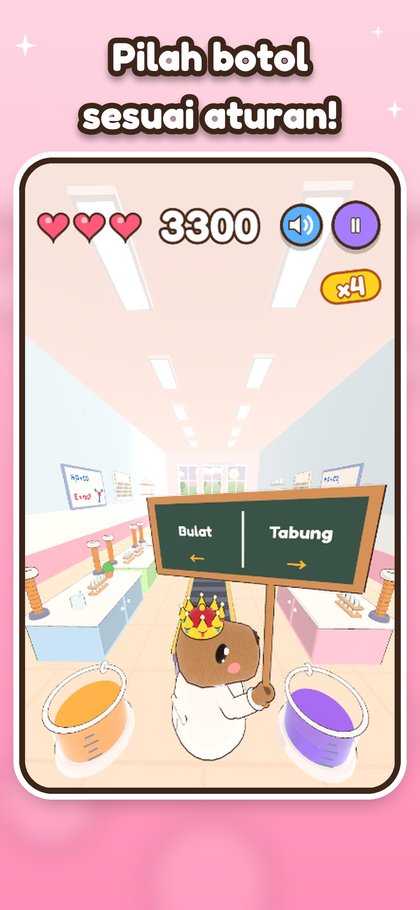 Pilah botol
sesuai aturan!
3300
x4
Bulat
Tabung
←
→